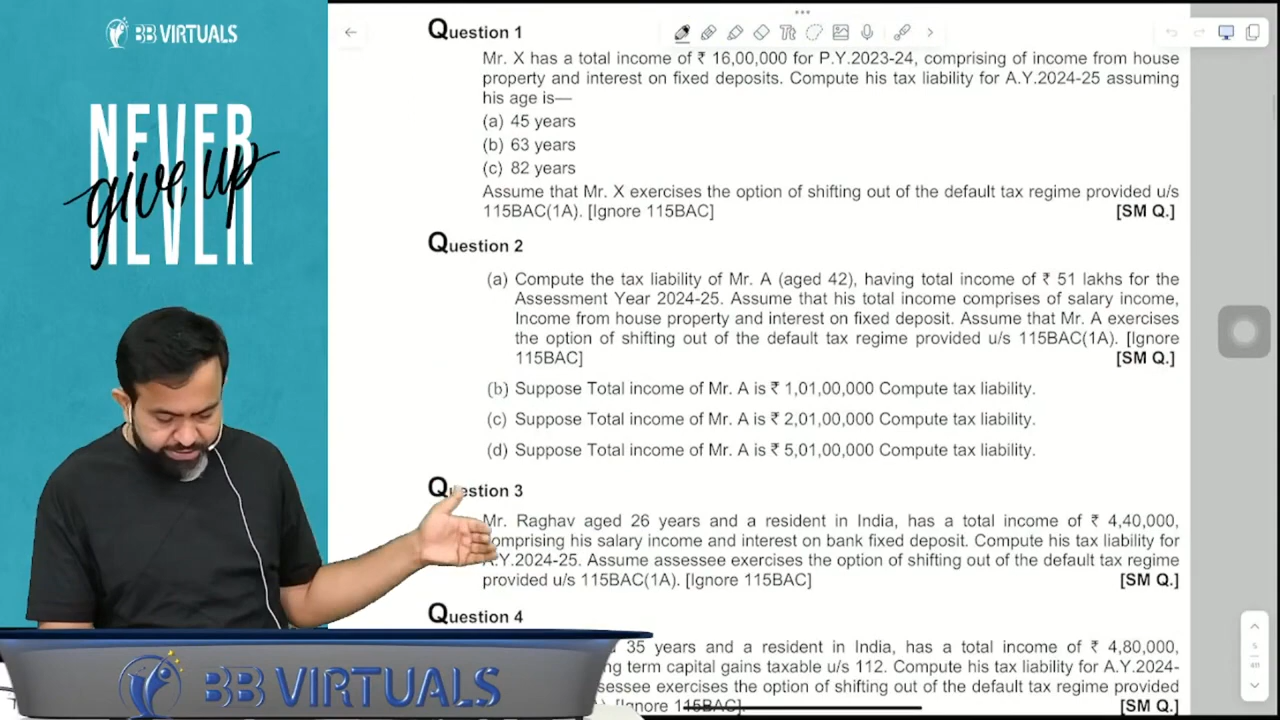 BB VIRTUALS
NEVER
give up
NEVER
Question 1
Mr. X has a total income of ₹ 16,00,000 for P.Y.2023-24, comprising of income from house
property and interest on fixed deposits. Compute his tax liability for A.Y.2024-25 assuming
his age is—
(a) 45 years
(b) 63 years
(c) 82 years
Assume that Mr. X exercises the option of shifting out of the default tax regime provided u/s
115BAC(1A). [Ignore 115BAC] [SM Q.]
Question 2
(a) Compute the tax liability of Mr. A (aged 42), having total income of ₹ 51 lakhs for the
Assessment Year 2024-25. Assume that his total income comprises of salary income,
Income from house property and interest on fixed deposit. Assume that Mr. A exercises
the option of shifting out of the default tax regime provided u/s 115BAC(1A). [Ignore
115BAC] [SM Q.]
(b) Suppose Total income of Mr. A is ₹ 1,01,00,000 Compute tax liability.
(c) Suppose Total income of Mr. A is ₹ 2,01,00,000 Compute tax liability.
(d) Suppose Total income of Mr. A is ₹ 5,01,00,000 Compute tax liability.
Question 3
Mr. Raghav aged 26 years and a resident in India, has a total income of ₹ 4,40,000,
comprising his salary income and interest on bank fixed deposit. Compute his tax liability for
A.Y.2024-25. Assume assessee exercises the option of shifting out of the default tax regime
provided u/s 115BAC(1A). [Ignore 115BAC] [SM Q.]
Question 4
35 years and a resident in India, has a total income of ₹ 4,80,000,
term capital gains taxable u/s 112. Compute his tax liability for A.Y.2024-
exercises the option of shifting out of the default tax regime provided
[Ignore 115BAC]. [SM Q.]
5
40
BB VIRTUALS